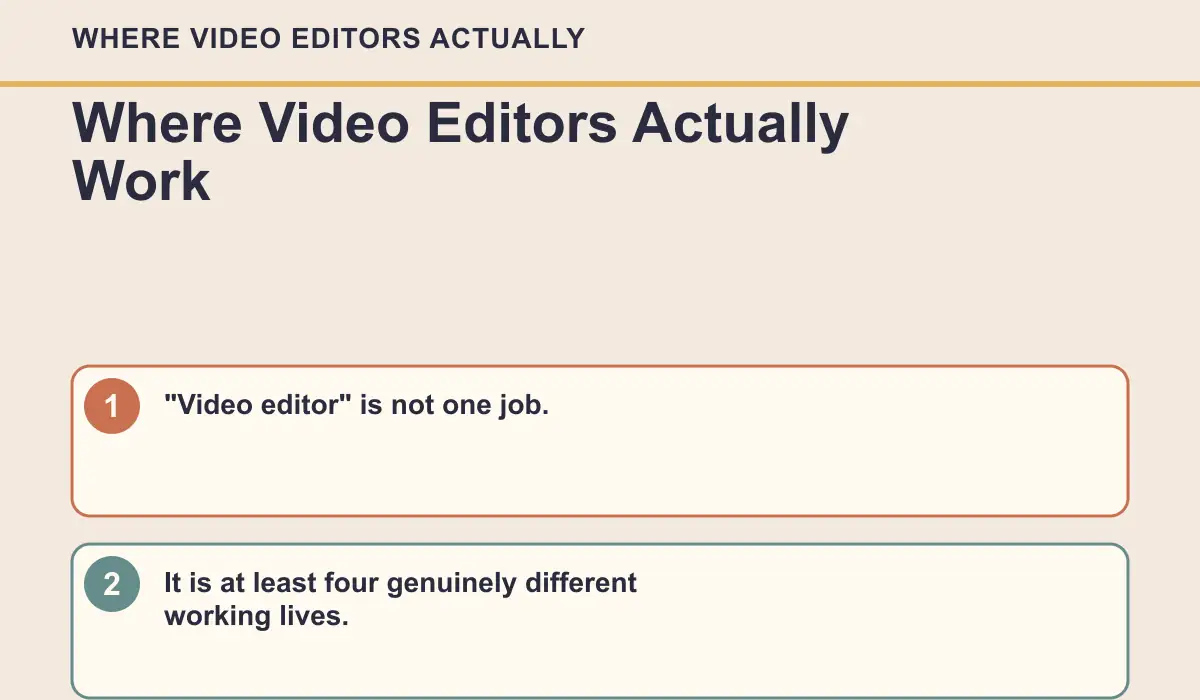 WHERE VIDEO EDITORS ACTUALLY
Where Video Editors Actually
Work
1
"Video editor" is not one job.
2
It is at least four genuinely different
working lives.